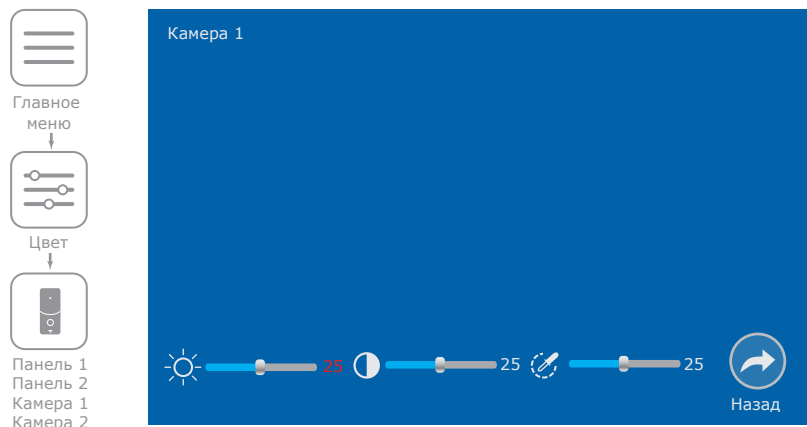 Главное
меню
Цвет
Панель 1
Панель 2
Камера 1
Камера 2
Камера 1
25
25
25
Назад